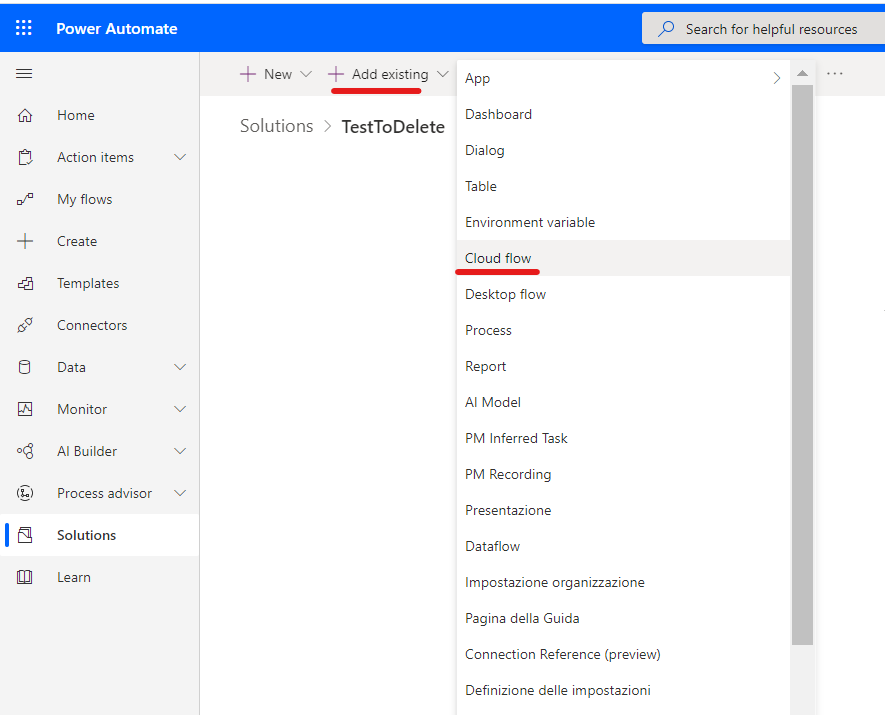 Power Automate
Search for helpful resources
Home
Action items
My flows
Create
Templates
Connectors
Data
Monitor
AI Builder
Process advisor
Solutions
Learn
New
Add existing
Solutions > TestToDelete
App
Dashboard
Dialog
Table
Environment variable
Cloud flow
Desktop flow
Process
Report
AI Model
PM Inferred Task
PM Recording
Presentazione
Dataflow
Impostazione organizzazione
Pagina della Guida
Connection Reference (preview)
Definizione delle impostazioni